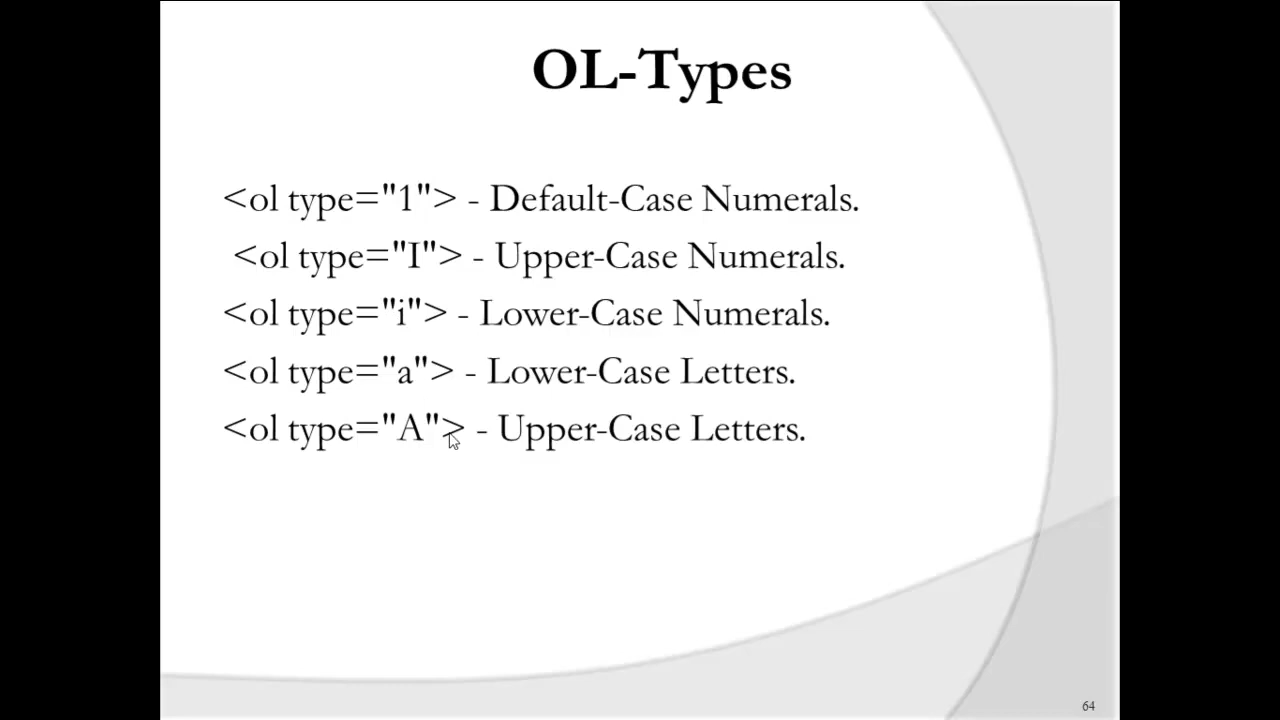 OL-Types
<ol type="1"> - Default-Case Numerals.
<ol type="I"> - Upper-Case Numerals.
<ol type="i"> - Lower-Case Numerals.
<ol type="a"> - Lower-Case Letters.
<ol type="A"> - Upper-Case Letters.
64